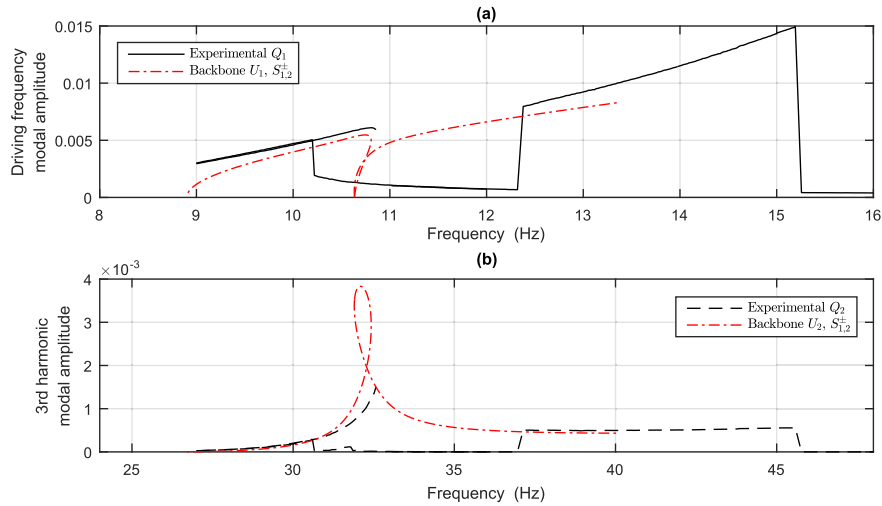 (a)
0.015
0.01
0.005
0
Driving frequency
modal amplitude
Experimental Q₁
Backbone U₁, S±₁,₂
8 9 10 11 12 13 14 15 16
Frequency (Hz)
(b)
×10⁻³
4
3
2
1
0
3rd harmonic
modal amplitude
Experimental Q₂
Backbone U₂, S±₁,₂
25 30 35 40 45
Frequency (Hz)